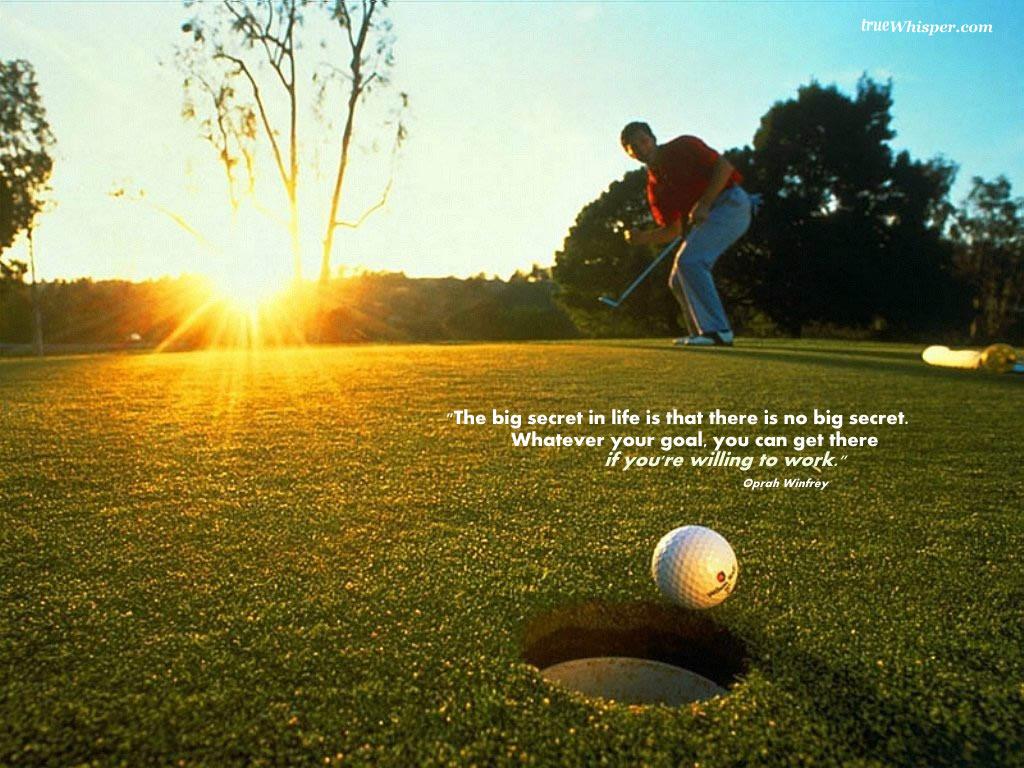 trueWhisper.com
"The big secret in life is that there is no big secret.
Whatever your goal, you can get there
if you're willing to work."
Oprah Winfrey